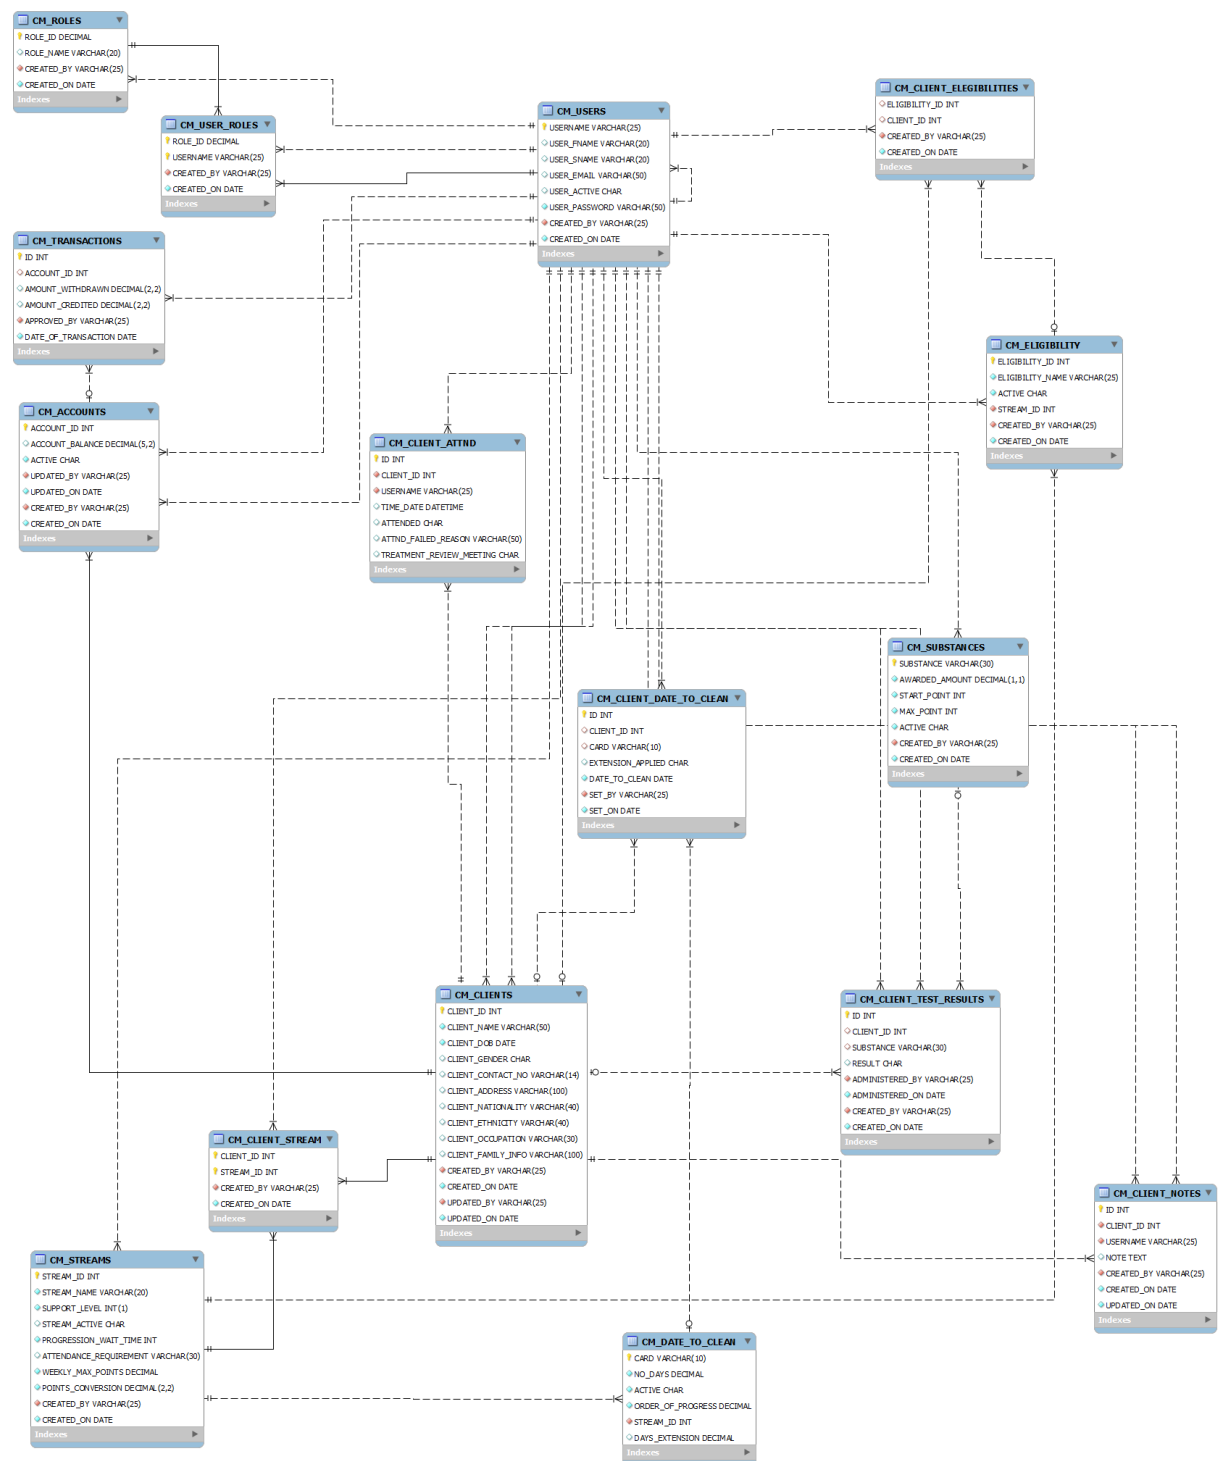 CM_ROLES
ROLE_ID DECIMAL
ROLE_NAME VARCHAR(20)
CREATED_BY VARCHAR(25)
CREATED_ON DATE
Indexes
CM_USER_ROLES
ROLE_ID DECIMAL
USERNAME VARCHAR(25)
CREATED_BY VARCHAR(25)
CREATED_ON DATE
Indexes
CM_USERS
USERNAME VARCHAR(25)
USER_FNAME VARCHAR(20)
USER_SNAME VARCHAR(20)
USER_EMAIL VARCHAR(50)
USER_ACTIVE CHAR
USER_PASSWORD VARCHAR(50)
CREATED_BY VARCHAR(25)
CREATED_ON DATE
Indexes
CM_CLIENT_ELEGIBILITIES
ELIGIBILITY_ID INT
CLIENT_ID INT
CREATED_BY VARCHAR(25)
CREATED_ON DATE
Indexes
CM_TRANSACTIONS
ID INT
ACCOUNT_ID INT
AMOUNT_WITHDRAWN DECIMAL(2,2)
AMOUNT_CREDITED DECIMAL(2,2)
APPROVED_BY VARCHAR(25)
DATE_OF_TRANSACTION DATE
Indexes
CM_ELIGIBILITY
ELIGIBILITY_ID INT
ELIGIBILITY_NAME VARCHAR(25)
ACTIVE CHAR
STREAM_ID INT
CREATED_BY VARCHAR(25)
CREATED_ON DATE
Indexes
CM_ACCOUNTS
ACCOUNT_ID INT
ACCOUNT_BALANCE DECIMAL(5,2)
ACTIVE CHAR
UPDATED_BY VARCHAR(25)
UPDATED_ON DATE
CREATED_BY VARCHAR(25)
CREATED_ON DATE
Indexes
CM_CLIENT_ATTND
ID INT
CLIENT_ID INT
USERNAME VARCHAR(25)
TIME_DATE DATETIME
ATTENDED CHAR
ATTND_FAILED_REASON VARCHAR(50)
TREATMENT_REVIEW_MEETING CHAR
Indexes
CM_SUBSTANCES
SUBSTANCE VARCHAR(30)
AWARDED_AMOUNT DECIMAL(1,1)
START_POINT INT
MAX_POINT INT
ACTIVE CHAR
CREATED_BY VARCHAR(25)
CREATED_ON DATE
Indexes
CM_CLIENT_DATE_TO_CLEAN
ID INT
CLIENT_ID INT
CARD VARCHAR(10)
EXTENSION_APPLIED CHAR
DATE_TO_CLEAN DATE
SET_BY VARCHAR(25)
SET_ON DATE
Indexes
CM_CLIENTS
CLIENT_ID INT
CLIENT_NAME VARCHAR(50)
CLIENT_DOB DATE
CLIENT_GENDER CHAR
CLIENT_CONTACT_NO VARCHAR(14)
CLIENT_ADDRESS VARCHAR(100)
CLIENT_NATIONALITY VARCHAR(40)
CLIENT_ETHNICITY VARCHAR(40)
CLIENT_OCCUPATION VARCHAR(30)
CLIENT_FAMILY_INFO VARCHAR(100)
CREATED_BY VARCHAR(25)
CREATED_ON DATE
UPDATED_BY VARCHAR(25)
UPDATED_ON DATE
Indexes
CM_CLIENT_TEST_RESULTS
ID INT
CLIENT_ID INT
SUBSTANCE VARCHAR(30)
RESULT CHAR
ADMINISTERED_BY VARCHAR(25)
ADMINISTERED_ON DATE
CREATED_BY VARCHAR(25)
CREATED_ON DATE
Indexes
CM_CLIENT_STREAM
CLIENT_ID INT
STREAM_ID INT
CREATED_BY VARCHAR(25)
CREATED_ON DATE
Indexes
CM_CLIENT_NOTES
ID INT
CLIENT_ID INT
USERNAME VARCHAR(25)
NOTE TEXT
CREATED_BY VARCHAR(25)
CREATED_ON DATE
UPDATED_ON DATE
Indexes
CM_STREAMS
STREAM_ID INT
STREAM_NAME VARCHAR(20)
SUPPORT_LEVEL INT(1)
STREAM_ACTIVE CHAR
PROGRESSION_WAIT_TIME INT
ATTENDANCE_REQUIREMENT VARCHAR(30)
WEEKLY_MAX_POINTS DECIMAL
POINTS_CONVERSION DECIMAL(2,2)
CREATED_BY VARCHAR(25)
CREATED_ON DATE
Indexes
CM_DATE_TO_CLEAN
CARD VARCHAR(10)
NO_DAYS DECIMAL
ACTIVE CHAR
ORDER_OF_PROGRESS DECIMAL
STREAM_ID INT
DAYS_EXTENSION DECIMAL
Indexes